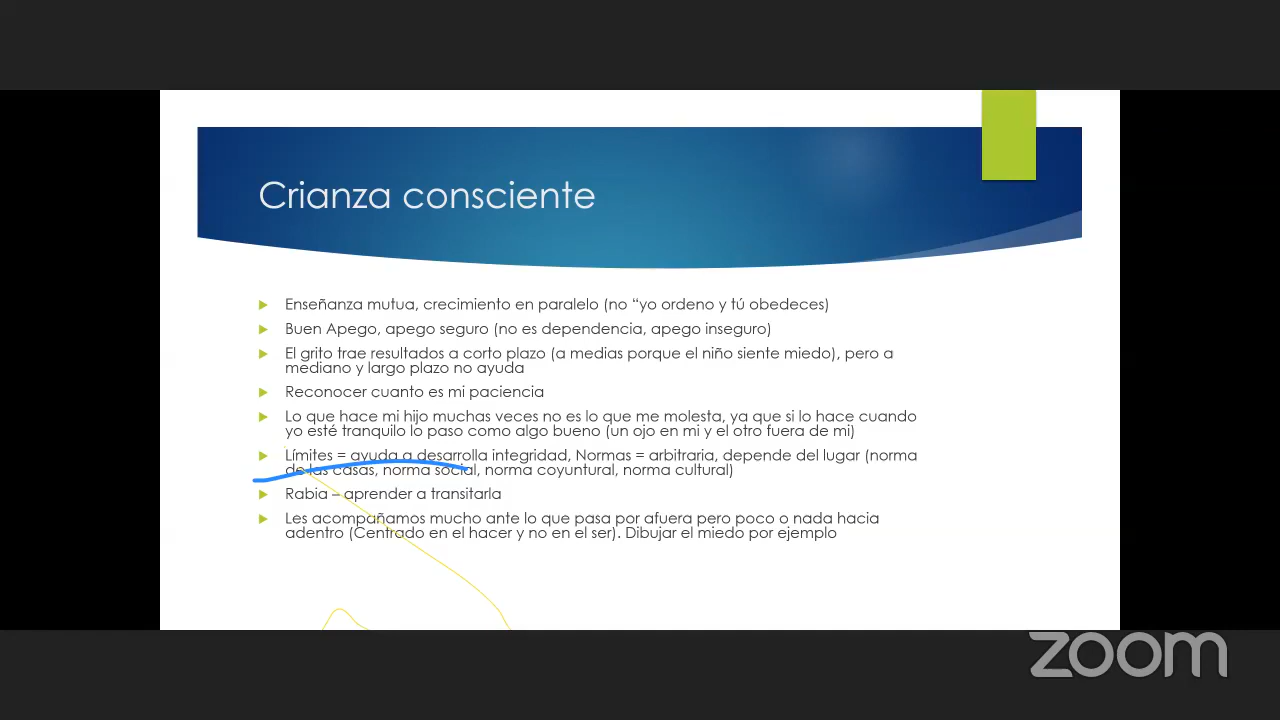 Crianza consciente
Enseñanza mutua, crecimiento en paralelo (no “yo ordeno y tú obedeces)
Buen Apego, apego seguro (no es dependencia, apego inseguro)
El grito trae resultados a corto plazo (a medias porque el niño siente miedo), pero a
mediano y largo plazo no ayuda
Reconocer cuanto es mi paciencia
Lo que hace mi hijo muchas veces no es lo que me molesta, ya que si lo hace cuando
yo esté tranquilo lo paso como algo bueno (un ojo en mi y el otro fuera de mi)
Límites = ayuda a desarrolla integridad, Normas = arbitraria, depende del lugar (norma
de las casas, norma social, norma coyuntural, norma cultural)
Rabia – aprender a transitarla
Les acompañamos mucho ante lo que pasa por afuera pero poco o nada hacia
adentro (Centrado en el hacer y no en el ser). Dibujar el miedo por ejemplo
zoom